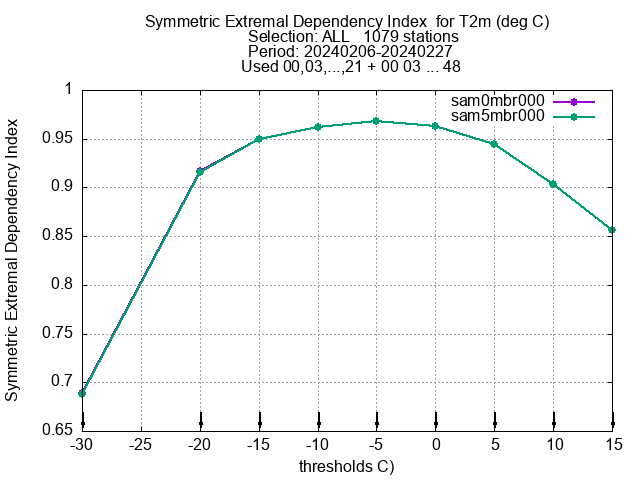 Symmetric Extremal Dependency Index  for T2m (deg C)
Selection: ALL   1079 stations
Period: 20240206-20240227
Used 00,03,...,21 + 00 03 ... 48
sam0mbr000
sam5mbr000
1
0.95
0.9
0.85
0.8
0.75
0.7
0.65
Symmetric Extremal Dependency Index
-30 -25 -20 -15 -10 -5 0 5 10 15
thresholds C)